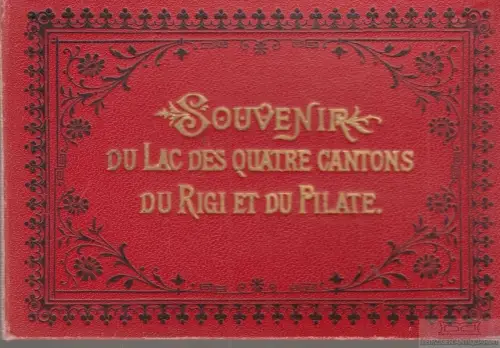 SOUVENIR
DU LAC DES QUATRE CANTONS
DU RIGI ET DU PILATE.